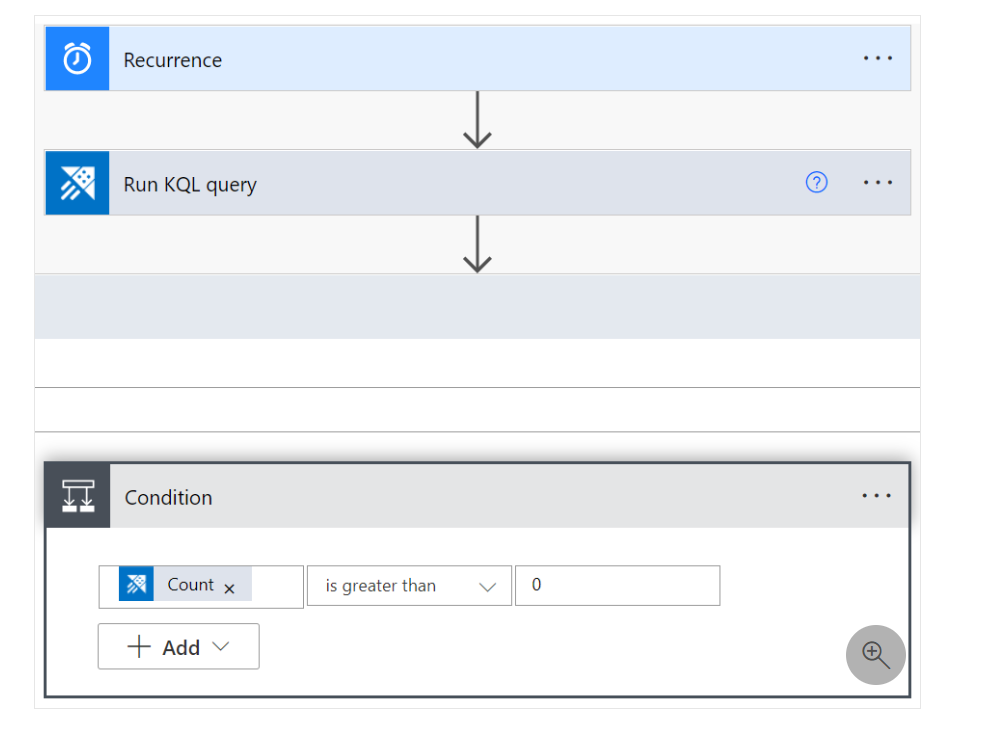 Recurrence
Run KQL query
Condition
Count × is greater than 0
+ Add